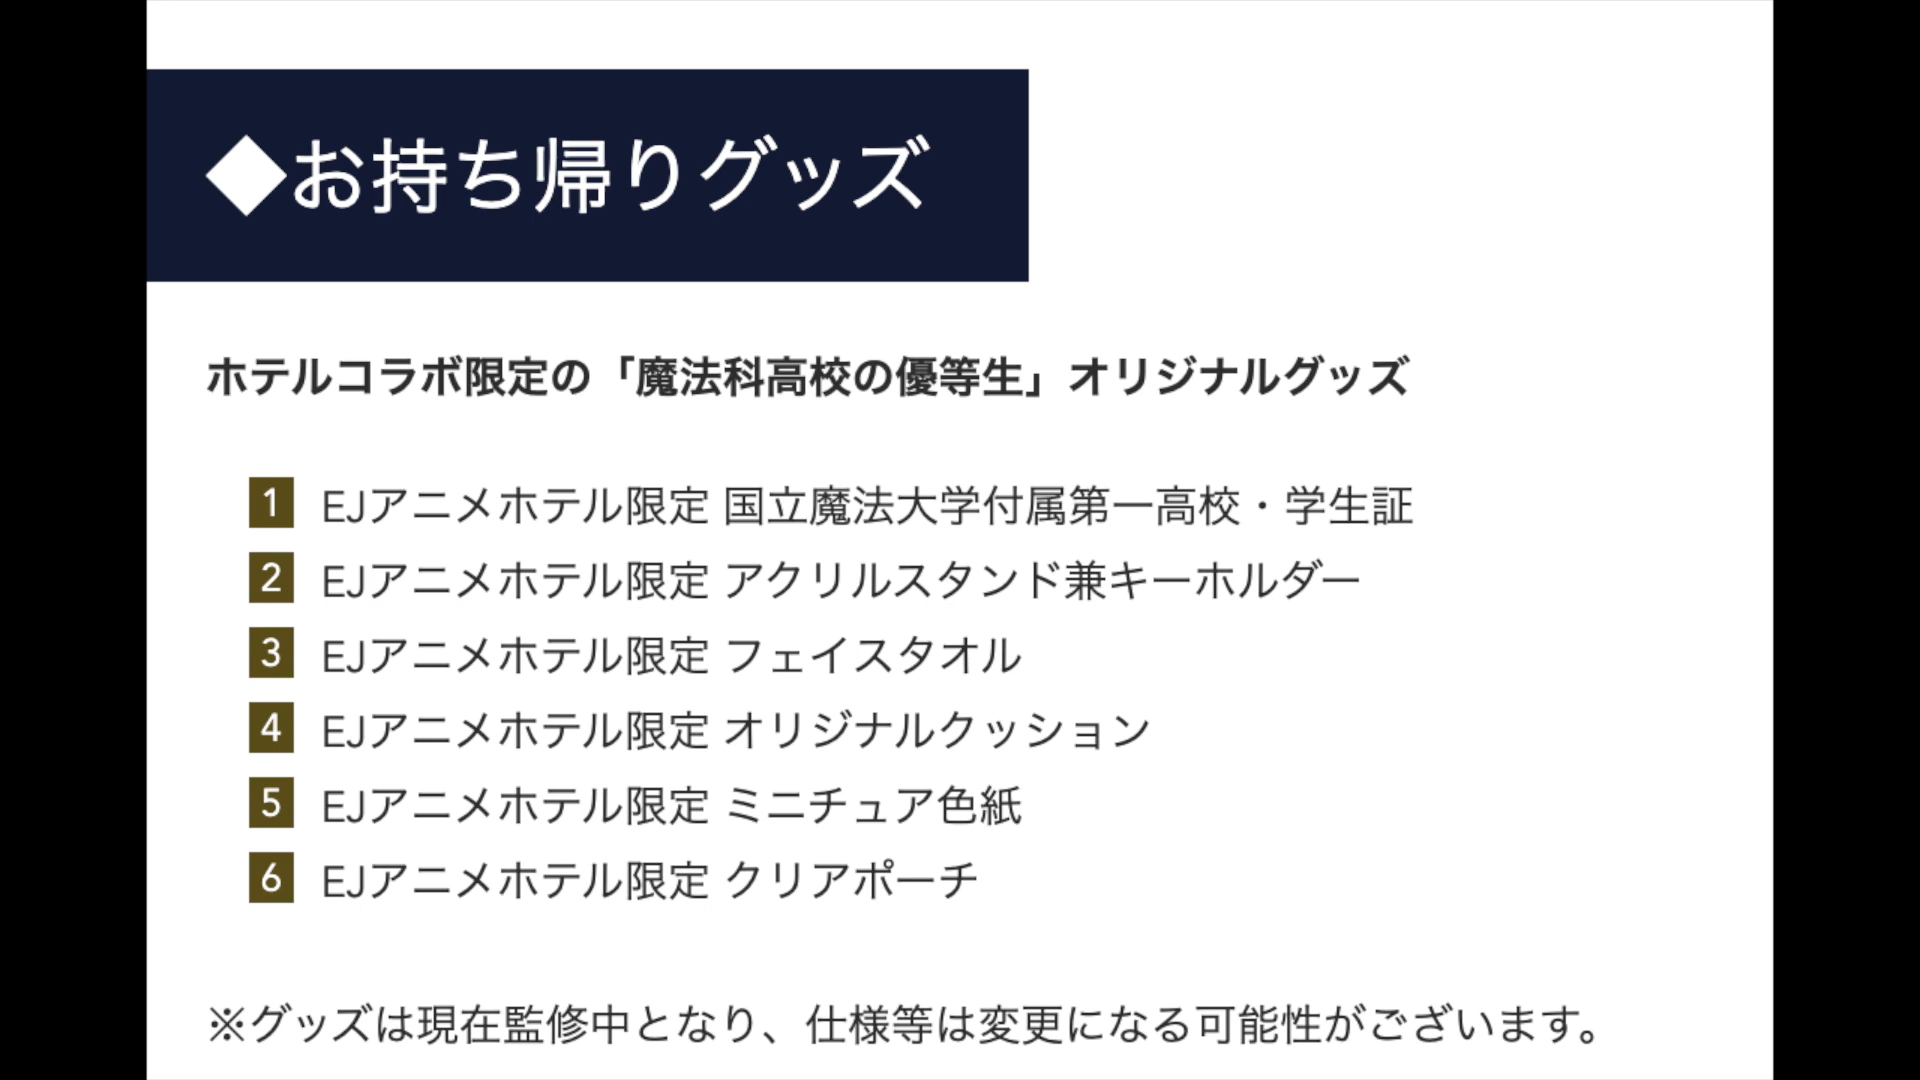 ◆お持ち帰りグッズ
ホテルコラボ限定の「魔法科高校の優等生」オリジナルグッズ
1 EJアニメホテル限定 国立魔法大学付属第一高校・学生証
2 EJアニメホテル限定 アクリルスタンド兼キーホルダー
3 EJアニメホテル限定 フェイスタオル
4 EJアニメホテル限定 オリジナルクッション
5 EJアニメホテル限定 ミニチュア色紙
6 EJアニメホテル限定 クリアポーチ
※グッズは現在監修中となり、仕様等は変更になる可能性がございます。